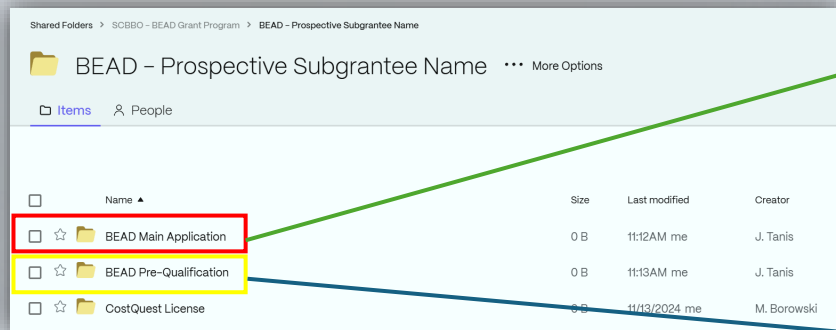 Shared Folders > SCBBO - BEAD Grant Program > BEAD - Prospective Subgrantee Name
BEAD - Prospective Subgrantee Name ••• More Options
Items People
Name ▲ Size Last modified Creator
BEAD Main Application 0 B 11:12AM me J. Tanis
BEAD Pre-Qualification 0 B 11:13AM me J. Tanis
CostQuest License 0 B 11/13/2024 me M. Borowski